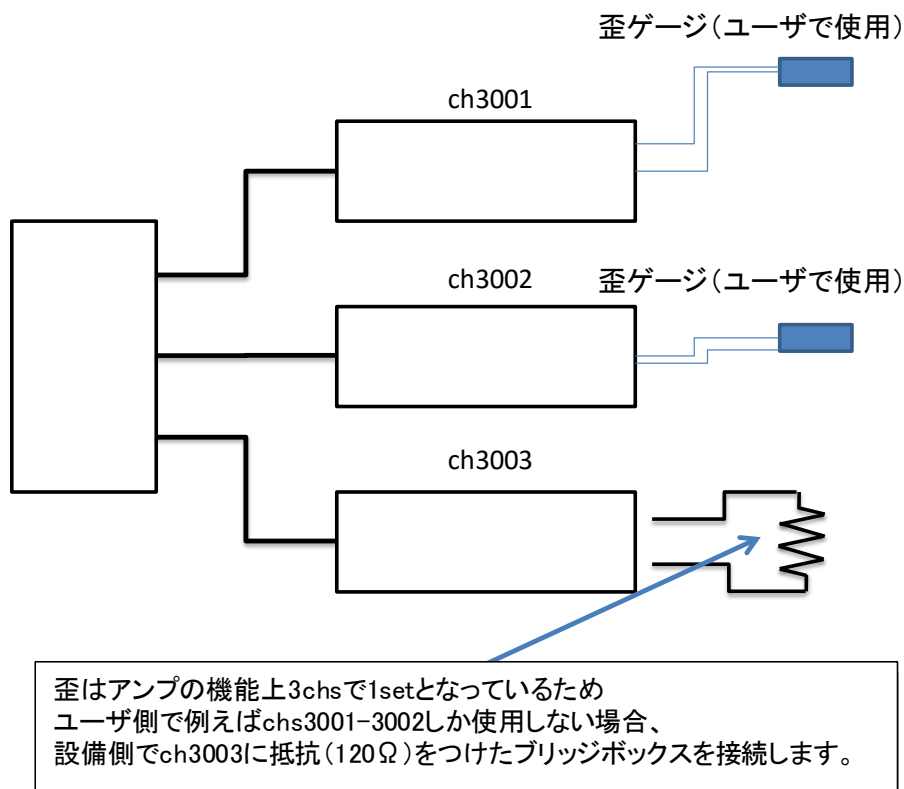 歪ゲージ（ユーザで使用）
ch3001
ch3002
歪ゲージ（ユーザで使用）
ch3003
歪はアンプの機能上3chsで1setとなっているため
ユーザ側で例えばchs3001-3002しか使用しない場合、
設備側でch3003に抵抗（120Ω）をつけたブリッジボックスを接続します。